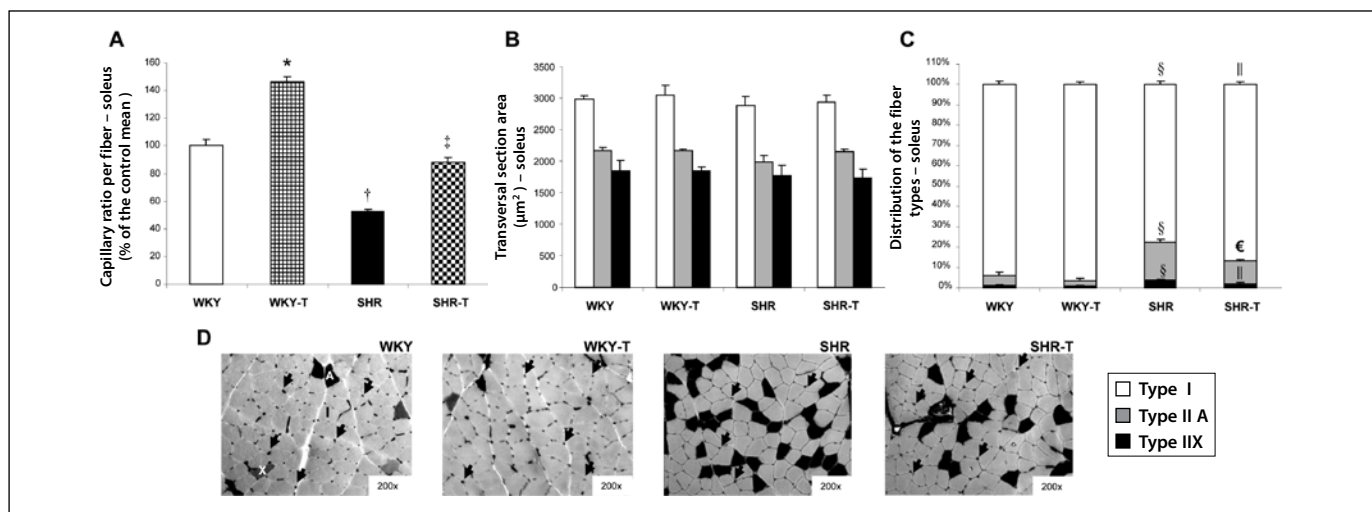 A
Capillary ratio per fiber – soleus
(% of the control mean)
160
140
120
100
80
60
40
20
0
*
†
‡
WKY
WKY-T
SHR
SHR-T
B
Transversal section area
(µm²) – soleus
3500
3000
2500
2000
1500
1000
500
0
WKY
WKY-T
SHR
SHR-T
C
Distribution of the fiber
types – soleus
110%
100%
90%
80%
70%
60%
50%
40%
30%
20%
10%
0%
§
||
§
€
§
||
WKY
WKY-T
SHR
SHR-T
D
WKY
A
X
200x
WKY-T
200x
SHR
200x
SHR-T
200x
Type I
Type II A
Type IIX